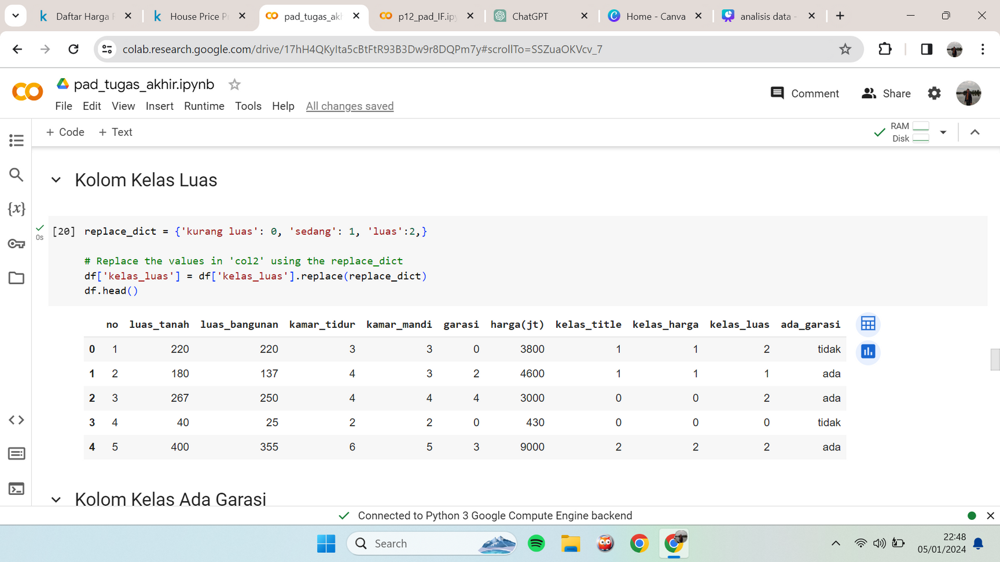 Daftar Harga
House Price P
pad_tugas_ak
p12_pad_IF.ip
ChatGPT
Home - Canva
analisis data -
colab.research.google.com/drive/17hH4QKyIta5cBtFtR93B3Dw9r8DQPm7y#scrollTo=SSZuaOKVcv_7
pad_tugas_akhir.ipynb
Comment
Share
File Edit View Insert Runtime Tools Help All changes saved
+ Code + Text
RAM
Disk
Kolom Kelas Luas
{x}
0s
[20] replace_dict = {'kurang luas': 0, 'sedang': 1, 'luas':2,}
# Replace the values in 'col2' using the replace_dict
df['kelas_luas'] = df['kelas_luas'].replace(replace_dict)
df.head()
no luas_tanah luas_bangunan kamar_tidur kamar_mandi garasi harga(jt) kelas_title kelas_harga kelas_luas ada_garasi
0 1 220 220 3 3 0 3800 1 1 2 tidak
1 2 180 137 4 3 2 4600 1 1 1 ada
2 3 267 250 4 4 4 3000 0 0 2 ada
3 4 40 25 2 2 0 430 0 0 0 tidak
4 5 400 355 6 5 3 9000 2 2 2 ada
Kolom Kelas Ada Garasi
Connected to Python 3 Google Compute Engine backend
Search
22:48
05/01/2024